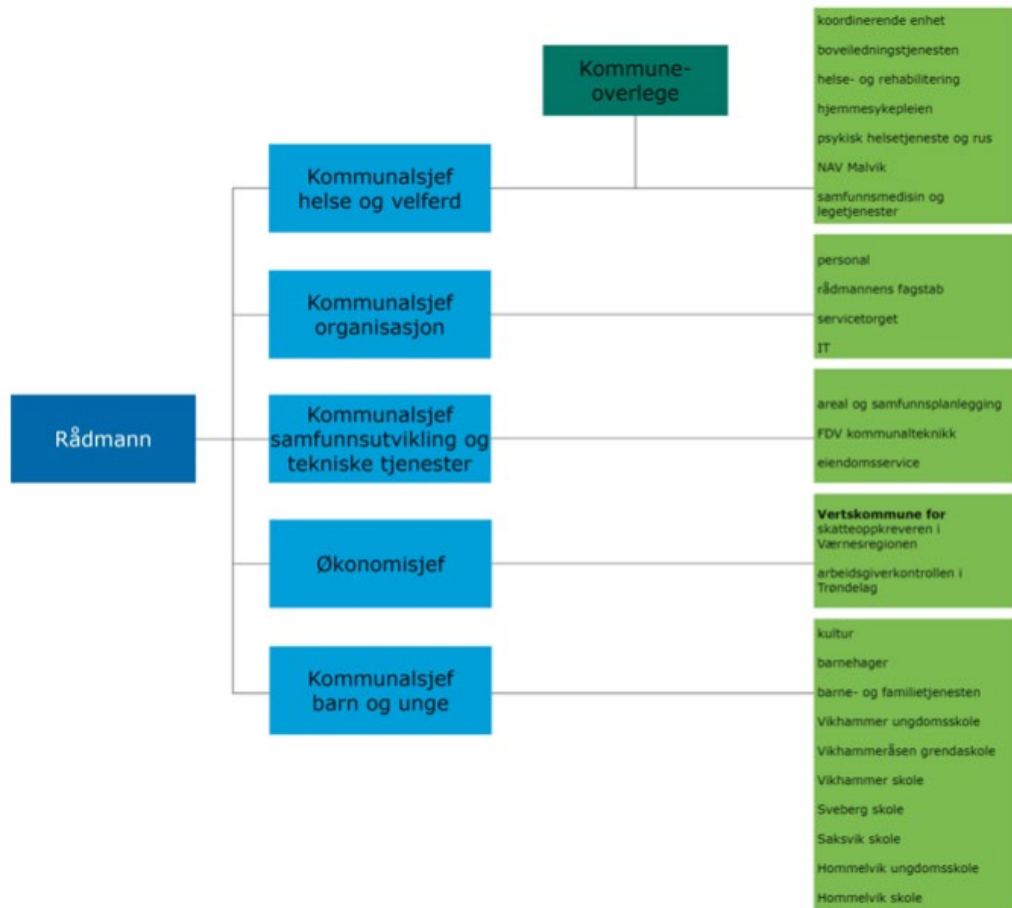 Rådmann
Kommune-
overlege
Kommunalsjef
helse og velferd
koordinerende enhet
boveiledningstjenesten
helse- og rehabilitering
hjemmesykepleien
psykisk helsetjeneste og rus
NAV Malvik
samfunnsmedisin og
legetjenester
Kommunalsjef
organisasjon
personal
rådmannens fagstab
servicetorget
IT
Kommunalsjef
samfunnsutvikling og
tekniske tjenester
areal og samfunnsplanlegging
FDV kommunalteknikk
eiendomsservice
Økonomisjef
Vertskommune for
skatteoppkreveren i
Værnesregionen
arbeidsgiverkontrollen i
Trøndelag
Kommunalsjef
barn og unge
kultur
barnehager
barne- og familietjenesten
Vikhammer ungdomsskole
Vikhammeråsen grendaskole
Vikhammer skole
Sveberg skole
Saksvik skole
Hommelvik ungdomsskole
Hommelvik skole